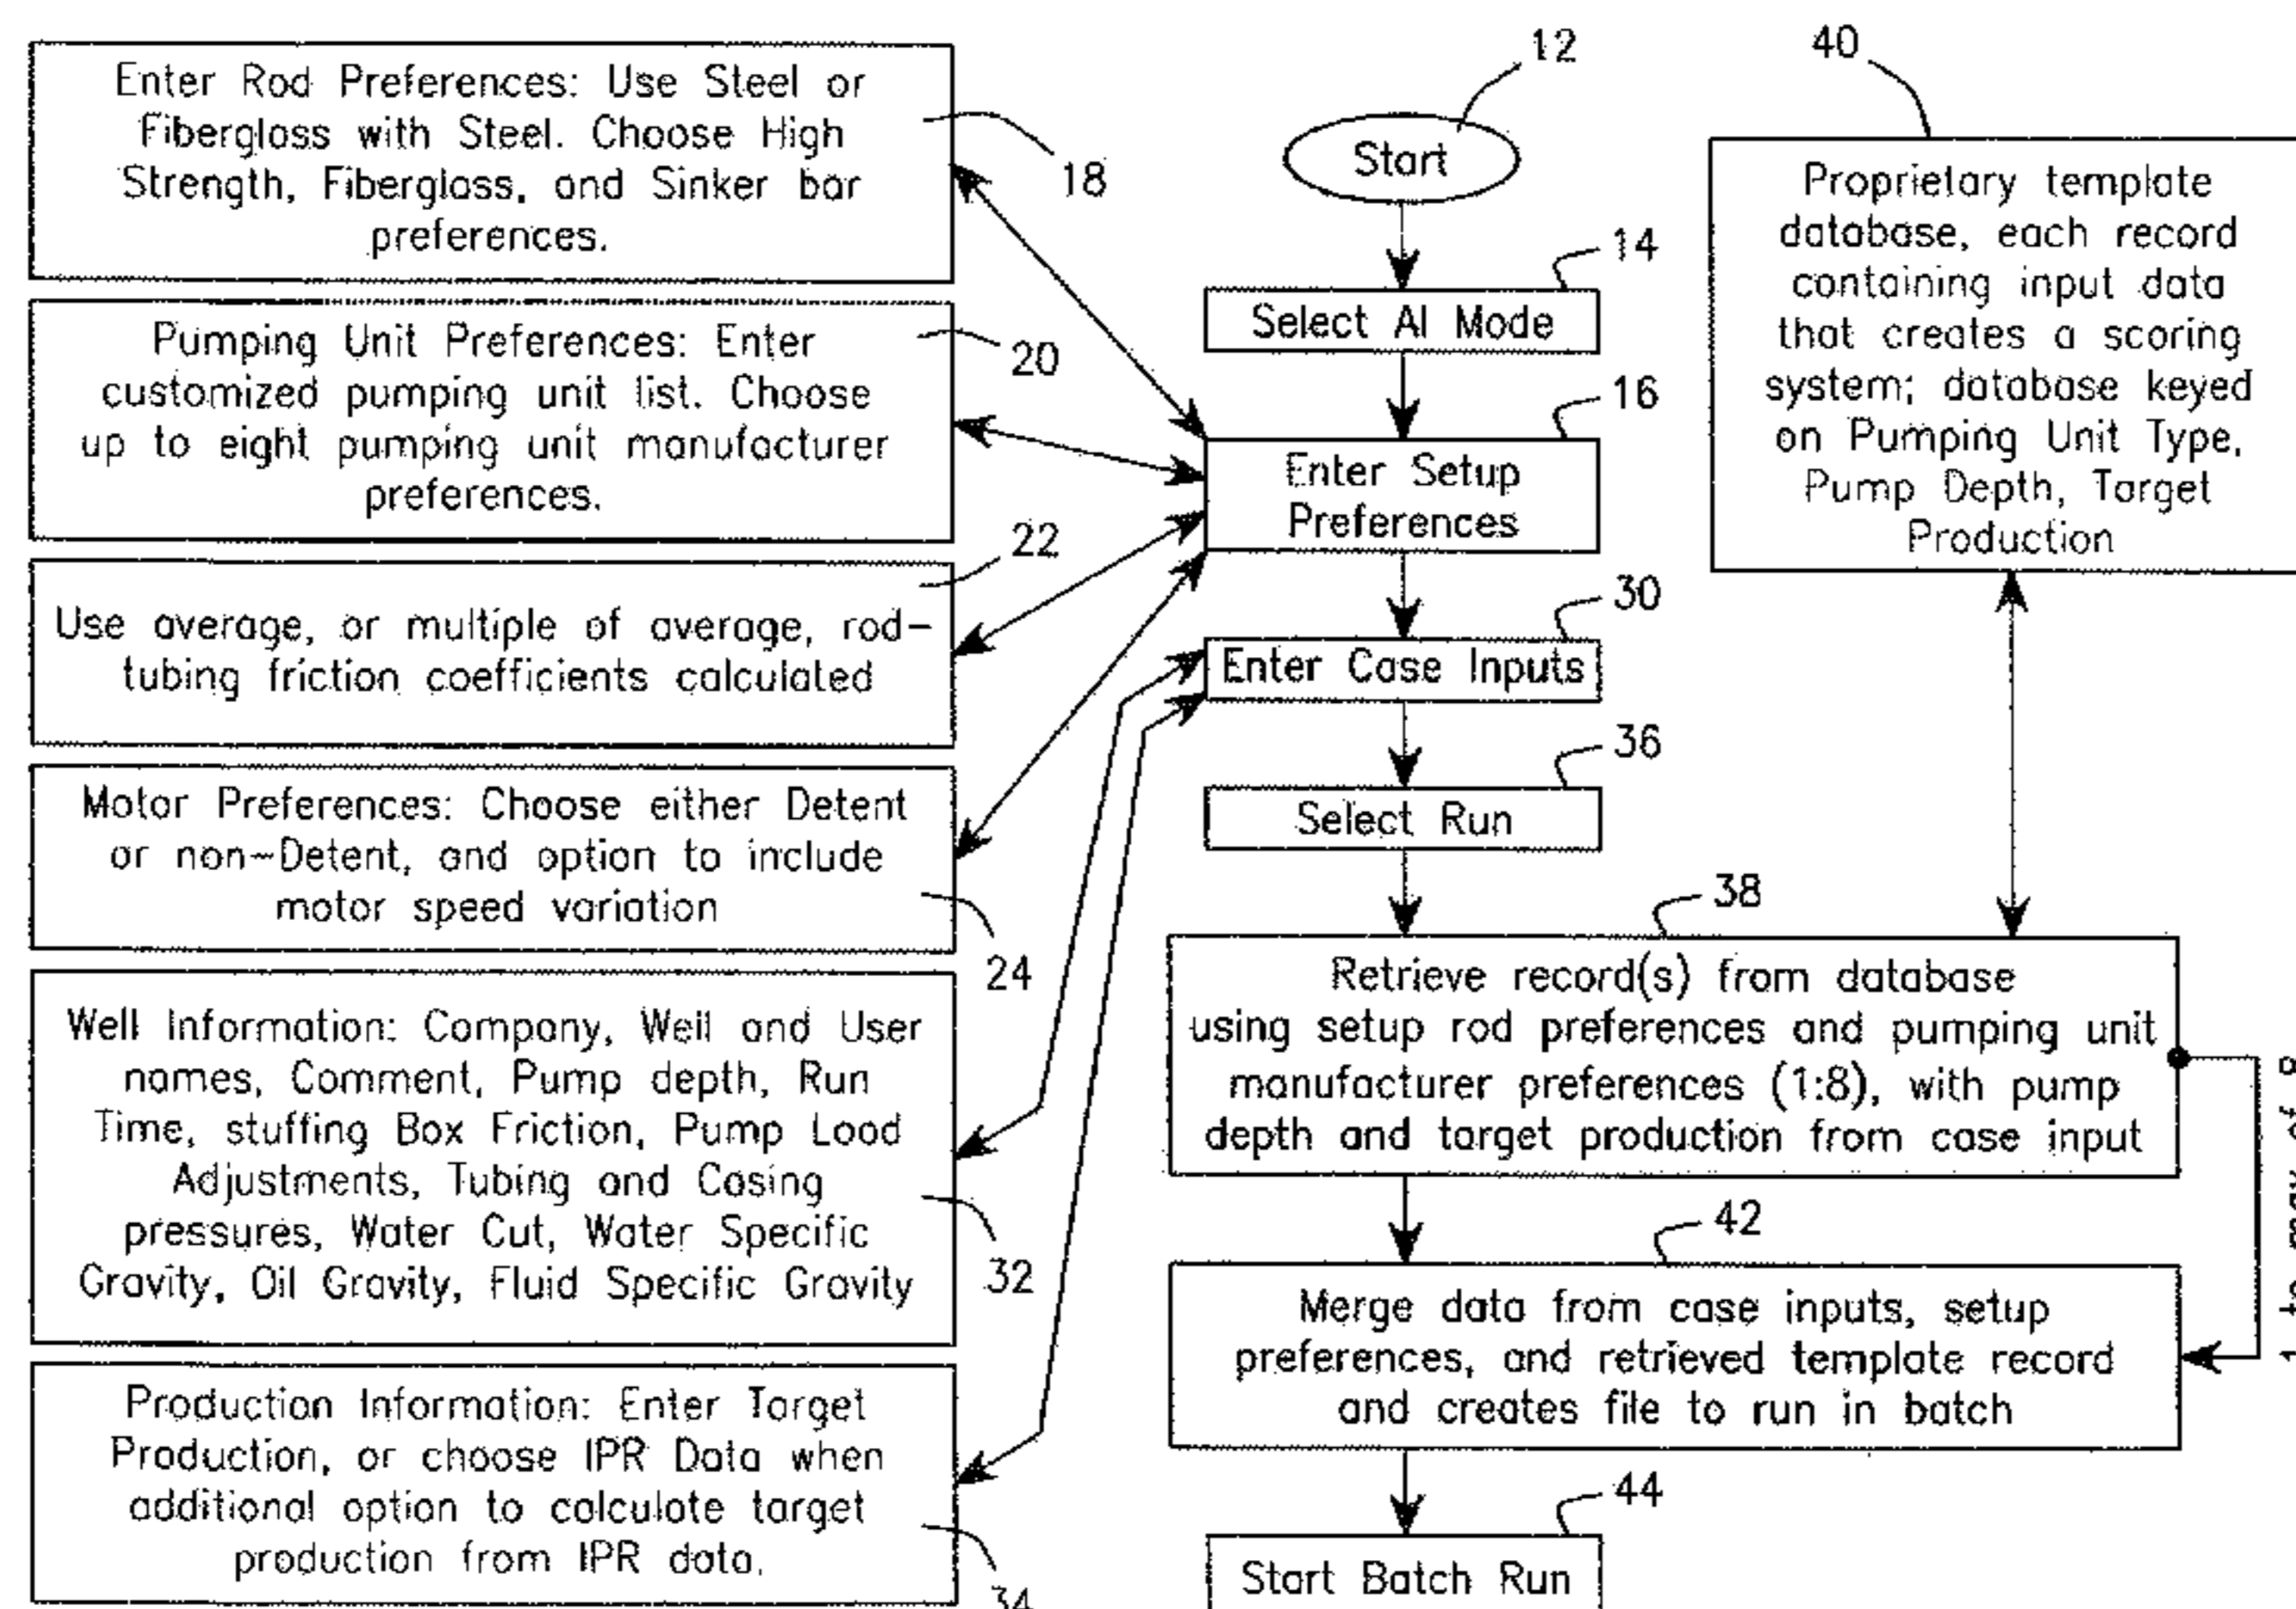 Enter Rod Preferences: Use Steel or
Fiberglass with Steel. Choose High
Strength, Fiberglass, and Sinker bar
preferences.
18
Pumping Unit Preferences: Enter
customized pumping unit list. Choose
up to eight pumping unit manufacturer
preferences.
20
22
Use average, or multiple of average, rod-
tubing friction coefficients calculated
Motor Preferences: Choose either Detent
or non-Detent, and option to include
motor speed variation
24
Well Information: Company, Well and User
names, Comment, Pump depth, Run
Time, stuffing Box Friction, Pump Load
Adjustments, Tubing and Casing
pressures, Water Cut, Water Specific
Gravity, Oil Gravity, Fluid Specific Gravity
32
Production Information: Enter Target
Production, or choose IPR Data when
additional option to calculate target
production from IPR data.
34
12
Start
14
Select AI Mode
16
Enter Setup
Preferences
30
Enter Case Inputs
36
Select Run
38
Retrieve record(s) from database
using setup rod preferences and pumping unit
manufacturer preferences (1:8), with pump
depth and target production from case input
42
Merge data from case inputs, setup
preferences, and retrieved template record
and creates file to run in batch
44
Start Batch Run
40
Proprietary template
database, each record
containing input data
that creates a scoring
system; database keyed
on Pumping Unit Type,
Pump Depth, Target
Production
1 to max of 8